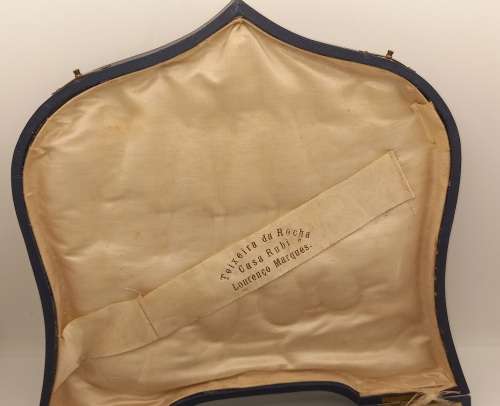 Teixeira da Rocha
"Casa Rubi"
Lourenço Marques.